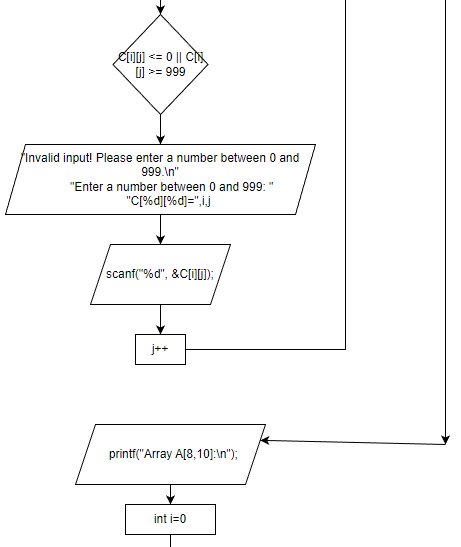 C[i][j] <= 0 || C[i]
[j] >= 999
"Invalid input! Please enter a number between 0 and
999.\n"
"Enter a number between 0 and 999: "
"C[%d][%d]=",i,j
scanf("%d", &C[i][j]);
j++
printf("Array A[8,10]:\n");
int i=0